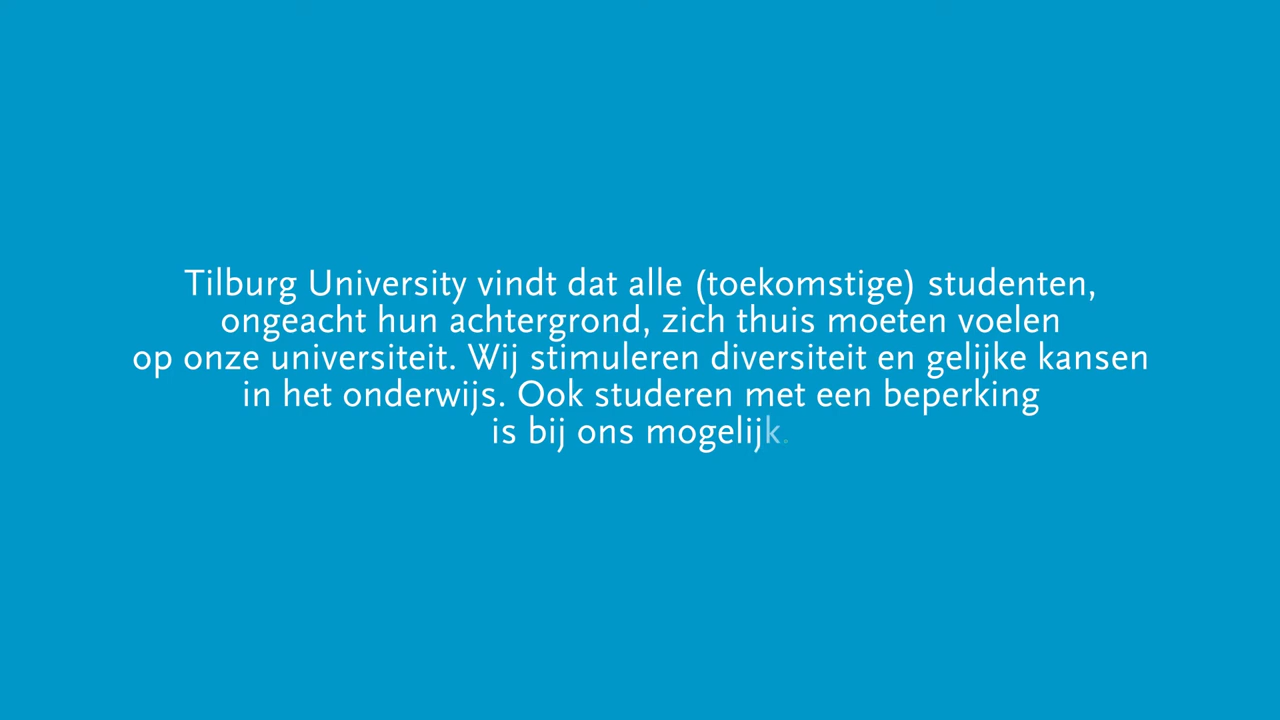 Tilburg University vindt dat alle (toekomstige) studenten,
ongeacht hun achtergrond, zich thuis moeten voelen
op onze universiteit. Wij stimuleren diversiteit en gelijke kansen
in het onderwijs. Ook studeren met een beperking
is bij ons mogelijk.